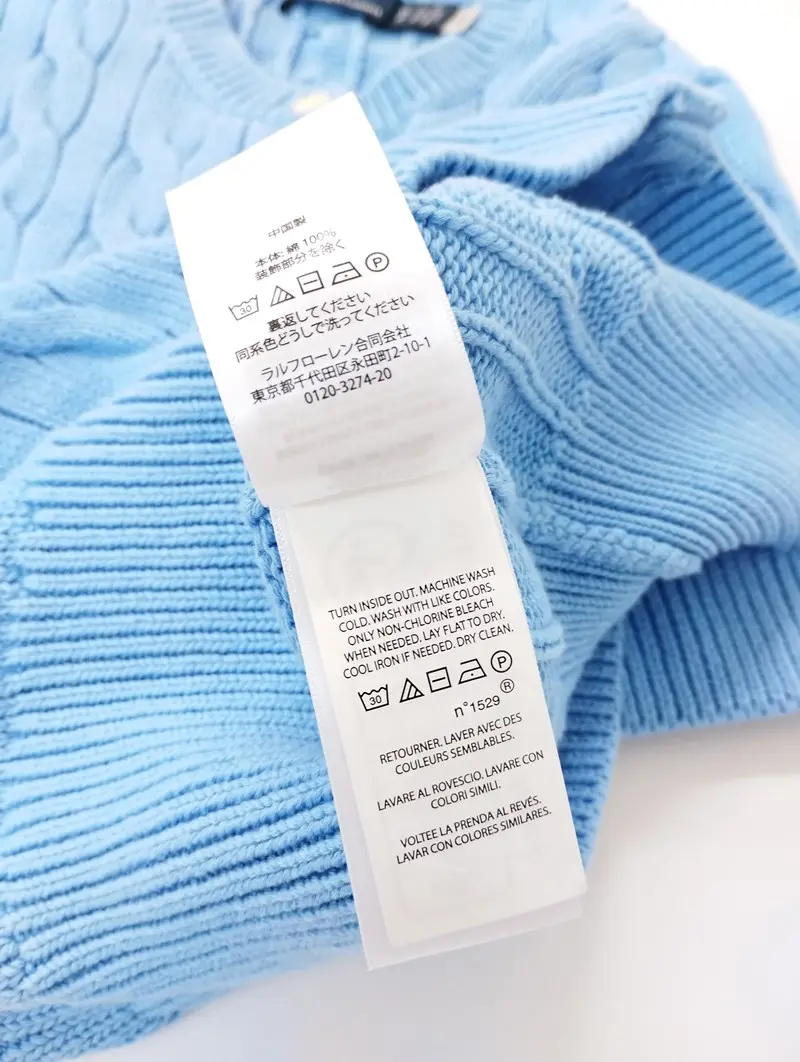 中国製
本体: 綿 100%
装飾部分を除く
30 P
裏返してください
同系色どうしで洗ってください
ラルフローレン合同会社
東京都千代田区永田町2-10-1
0120-3274-20
TURN INSIDE OUT. MACHINE WASH
COLD. WASH WITH LIKE COLORS.
ONLY NON-CHLORINE BLEACH
WHEN NEEDED. LAY FLAT TO DRY.
COOL IRON IF NEEDED. DRY CLEAN.
30 P
n°1529 ®
RETOURNER. LAVER AVEC DES
COULEURS SEMBLABLES.
LAVARE AL ROVESCIO. LAVARE CON
COLORI SIMILI.
VOLTEE LA PRENDA AL REVÉS.
LAVAR CON COLORES SIMILARES.